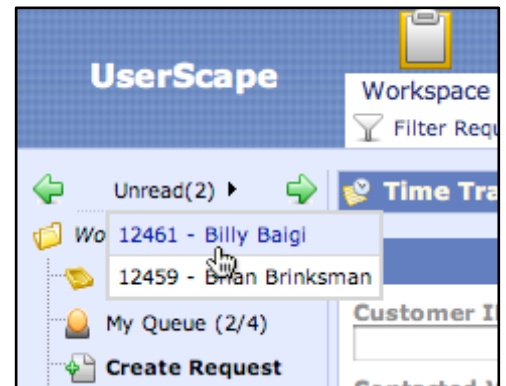 UserScape
Workspace
Filter Requ
Unread(2)
Time Tra
Wo
12461 - Billy Baigi
12459 - Brian Brinksman
My Queue (2/4)
Customer I
Create Request